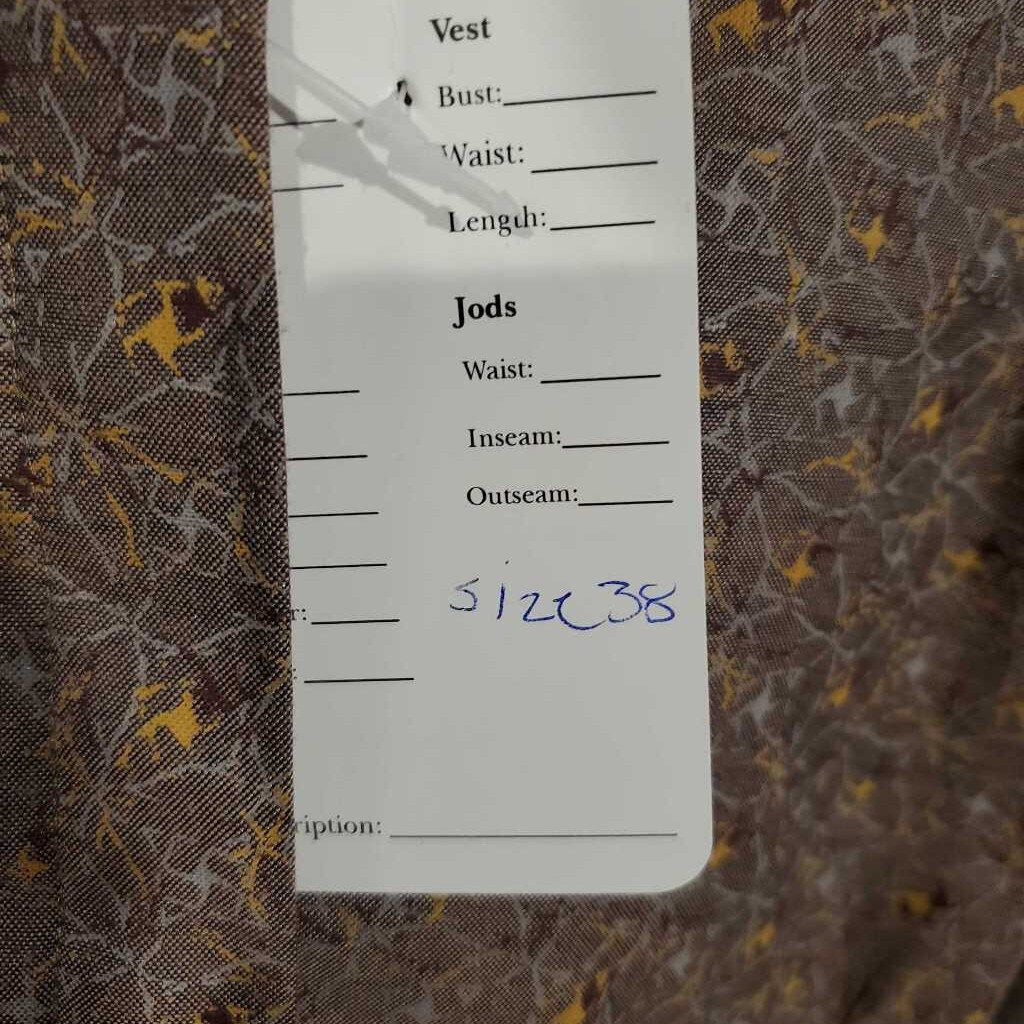 Vest
Bust:
Waist:
Length:
Jods
Waist:
Inseam:
Outseam:
size 38
r:
:
ription: